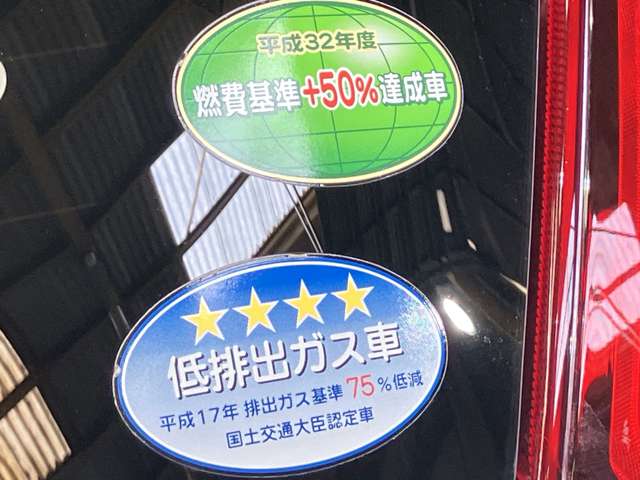 平成32年度
燃費基準+50%達成車
低排出ガス車
平成17年 排出ガス基準 75%低減
国土交通大臣認定車